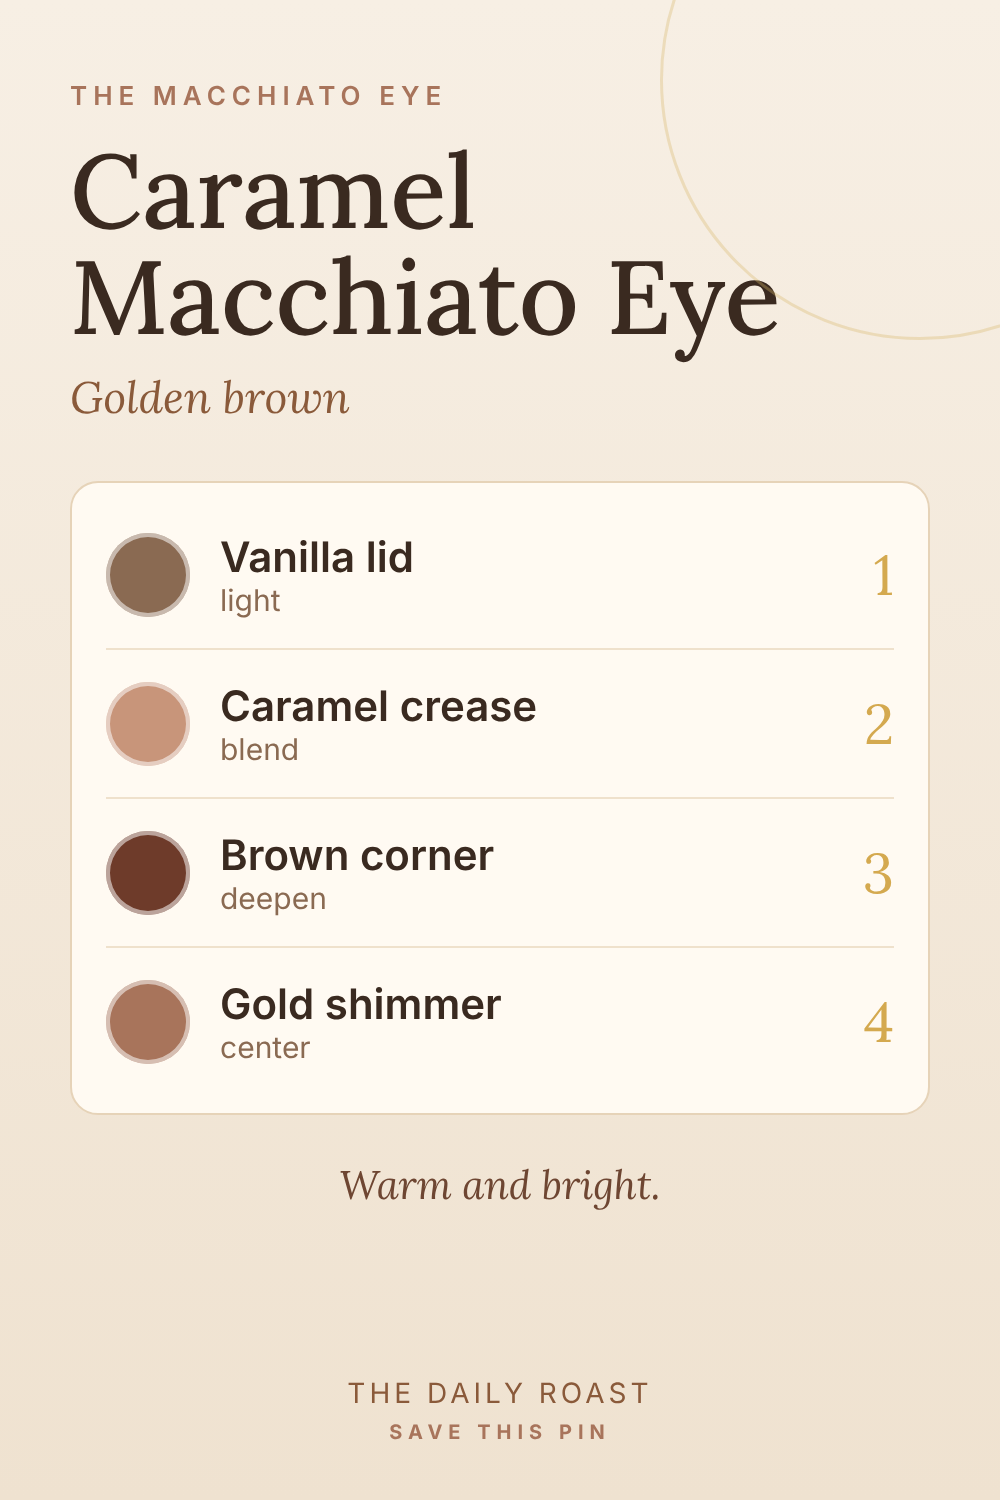 THE MACCHIATO EYE
Caramel
Macchiato Eye
Golden brown
Vanilla lid
light
1
Caramel crease
blend
2
Brown corner
deepen
3
Gold shimmer
center
4
Warm and bright.
THE DAILY ROAST
SAVE THIS PIN